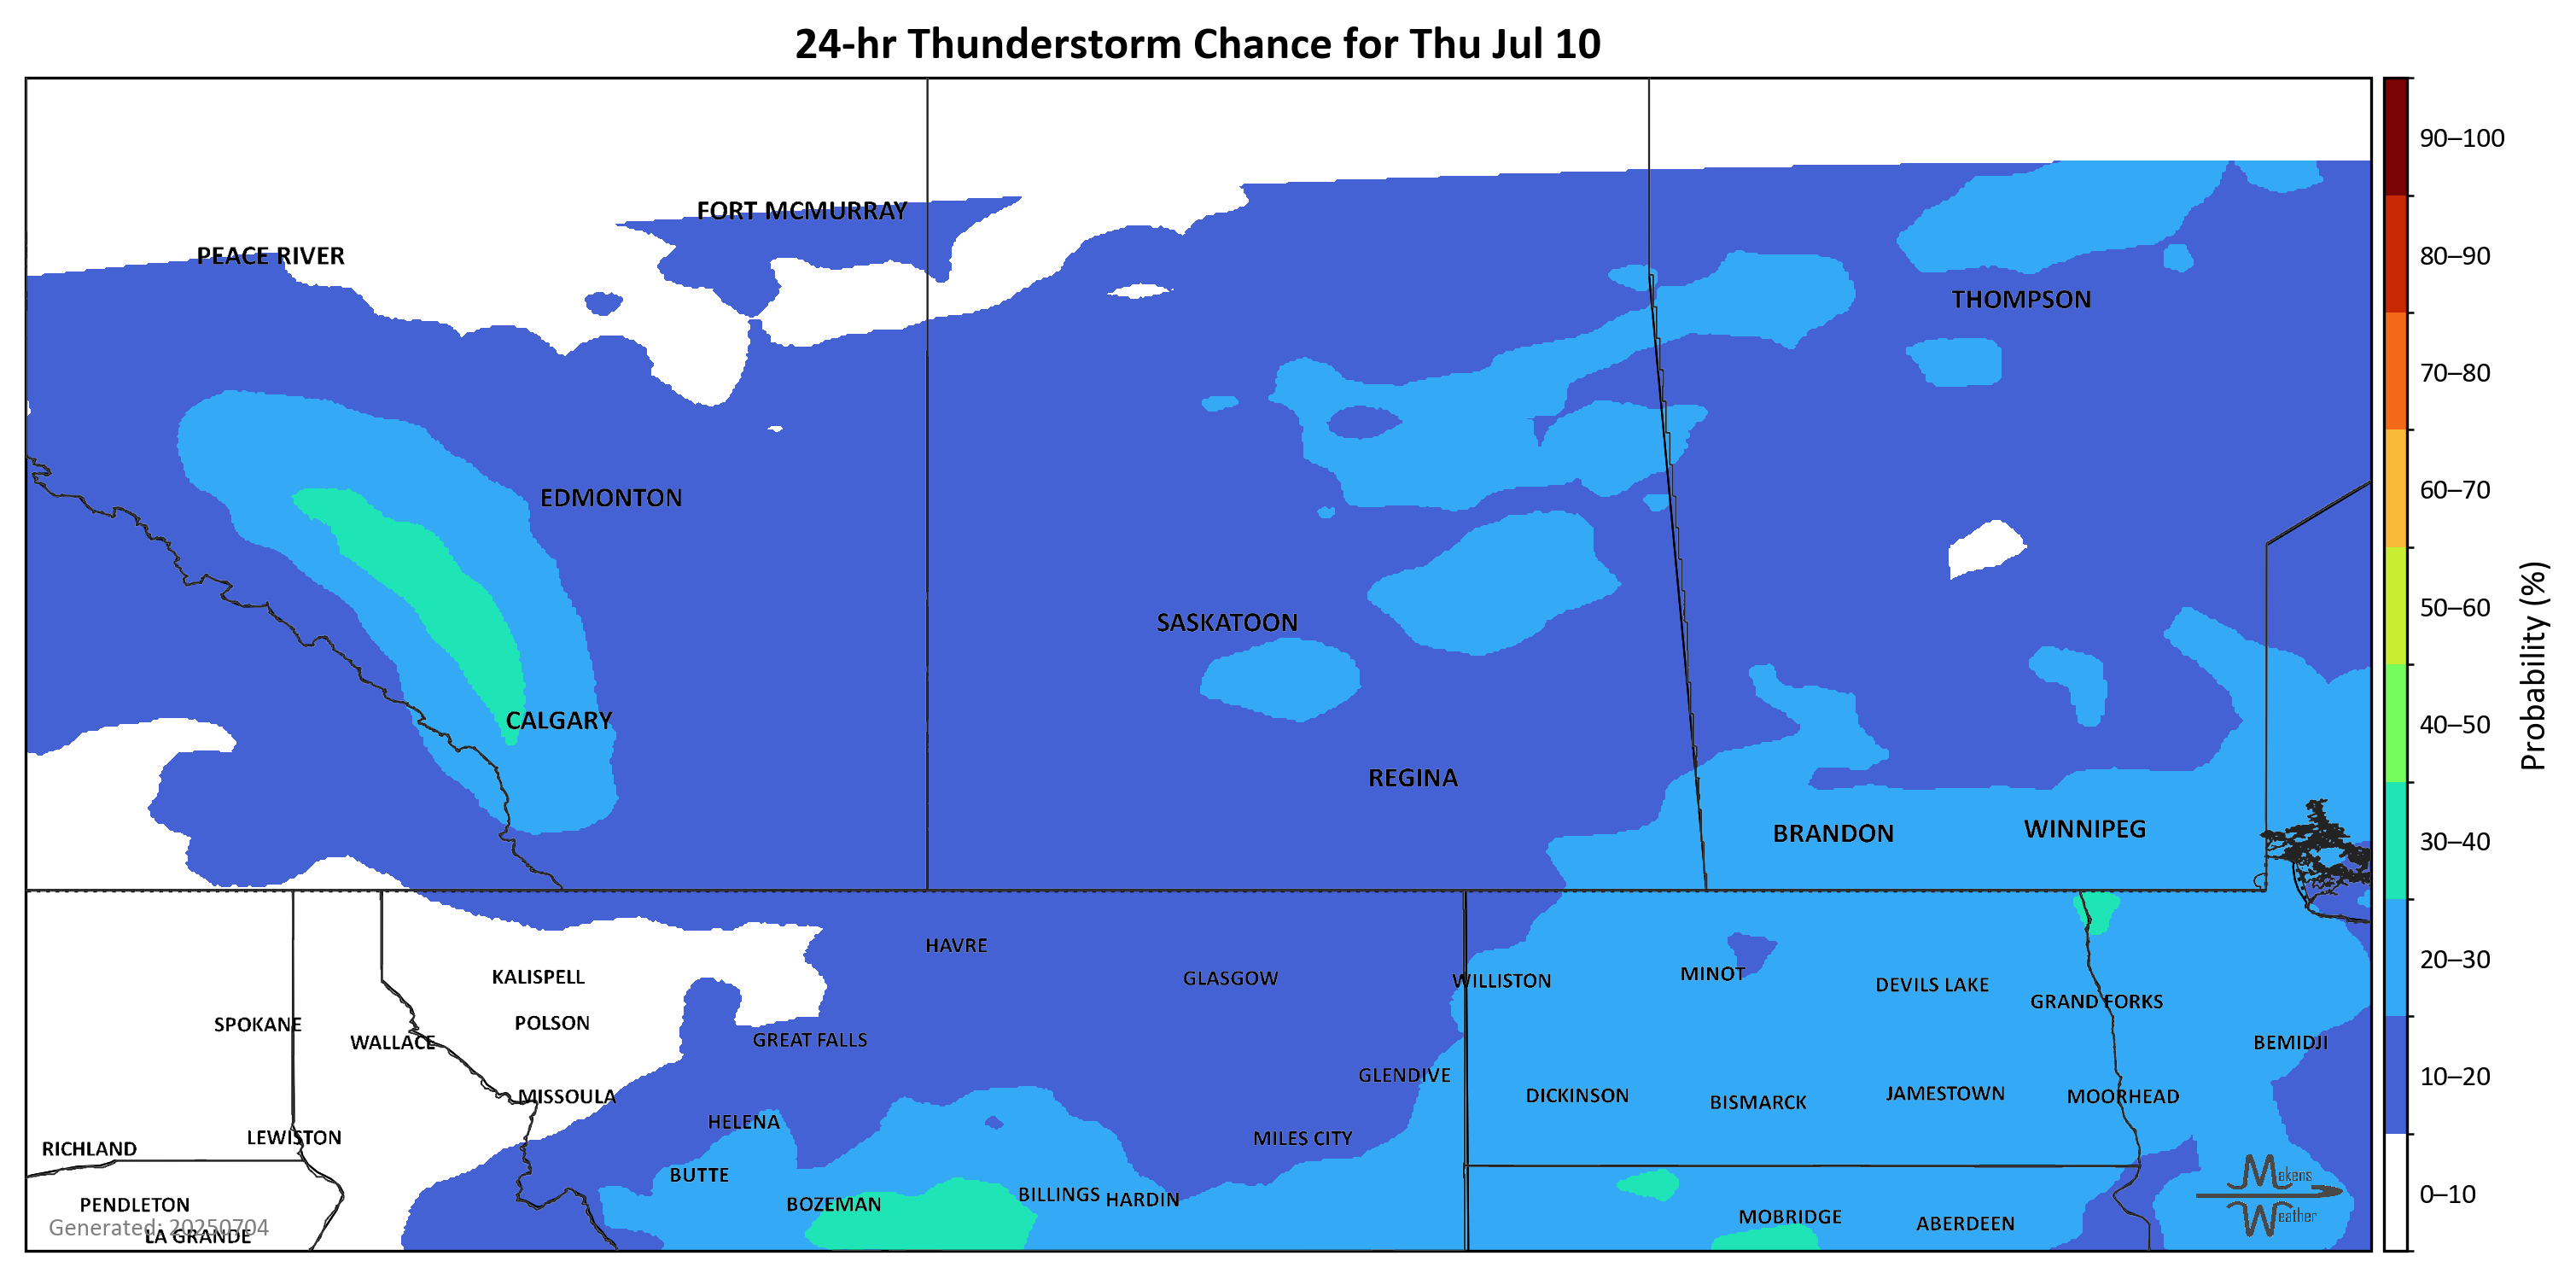 24-hr Thunderstorm Chance for Thu Jul 10
90–100
FORT MCMURRAY
PEACE RIVER
80–90
THOMPSON
70–80
60–70
EDMONTON
50–60
SASKATOON
Probability (%)
CALGARY
40–50
REGINA
BRANDON
WINNIPEG
30–40
HAVRE
20–30
KALISPELL
GLASGOW
WILLISTON
MINOT
DEVILS LAKE
GRAND FORKS
SPOKANE
POLSON
WALLACE
GREAT FALLS
BEMIDJI
GLENDIVE
10–20
MISSOULA
DICKINSON
BISMARCK
JAMESTOWN
MOORHEAD
HELENA
LEWISTON
MILES CITY
RICHLAND
BUTTE
Makens
Weather
BILLINGS
HARDIN
0–10
PENDLETON
BOZEMAN
MOBRIDGE
ABERDEEN
Generated: 20250704
LA GRANDE